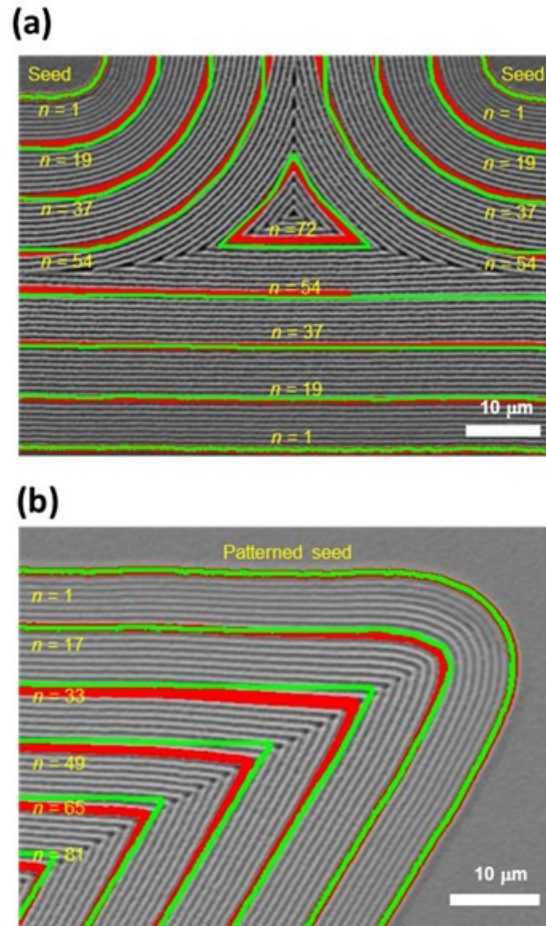 (a)
Seed Seed
n = 1 n = 1
n = 19 n = 19
n = 37 n = 37
n =72
n = 54 n = 54
n = 54
n = 37
n = 19
10 μm
n = 1
(b)
Patterned seed
n = 1
n = 17
n = 33
n = 49
n = 65
n = 81
10 μm